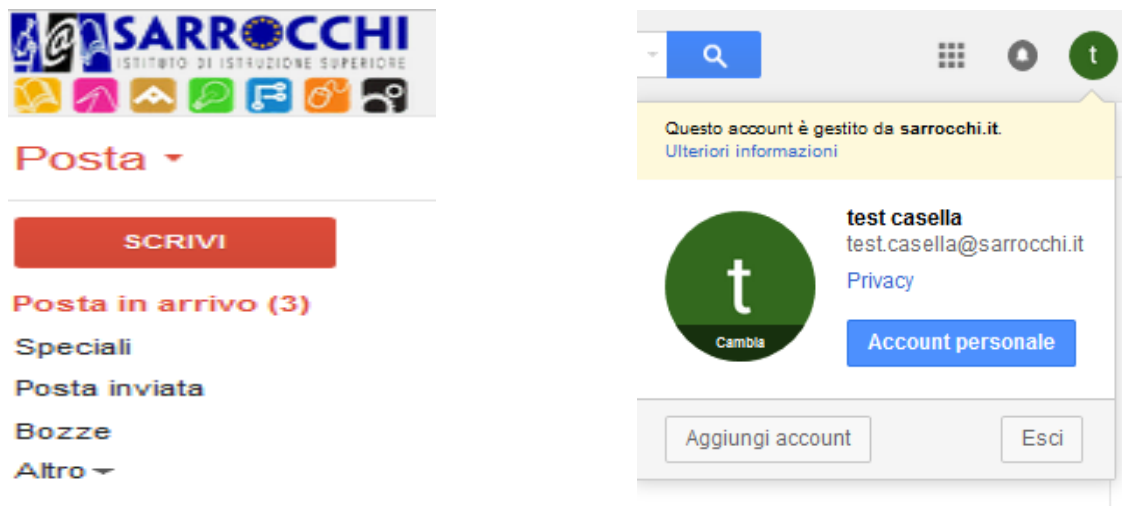 @ SARROCCHI
ISTITUTO DI ISTRUZIONE SUPERIORE
Posta
SCRIVI
Posta in arrivo (3)
Speciali
Posta inviata
Bozze
Altro
t
Questo account è gestito da sarrocchi.it.
Ulteriori informazioni
t
Cambia
test casella
test.casella@sarrocchi.it
Privacy
Account personale
Aggiungi account
Esci